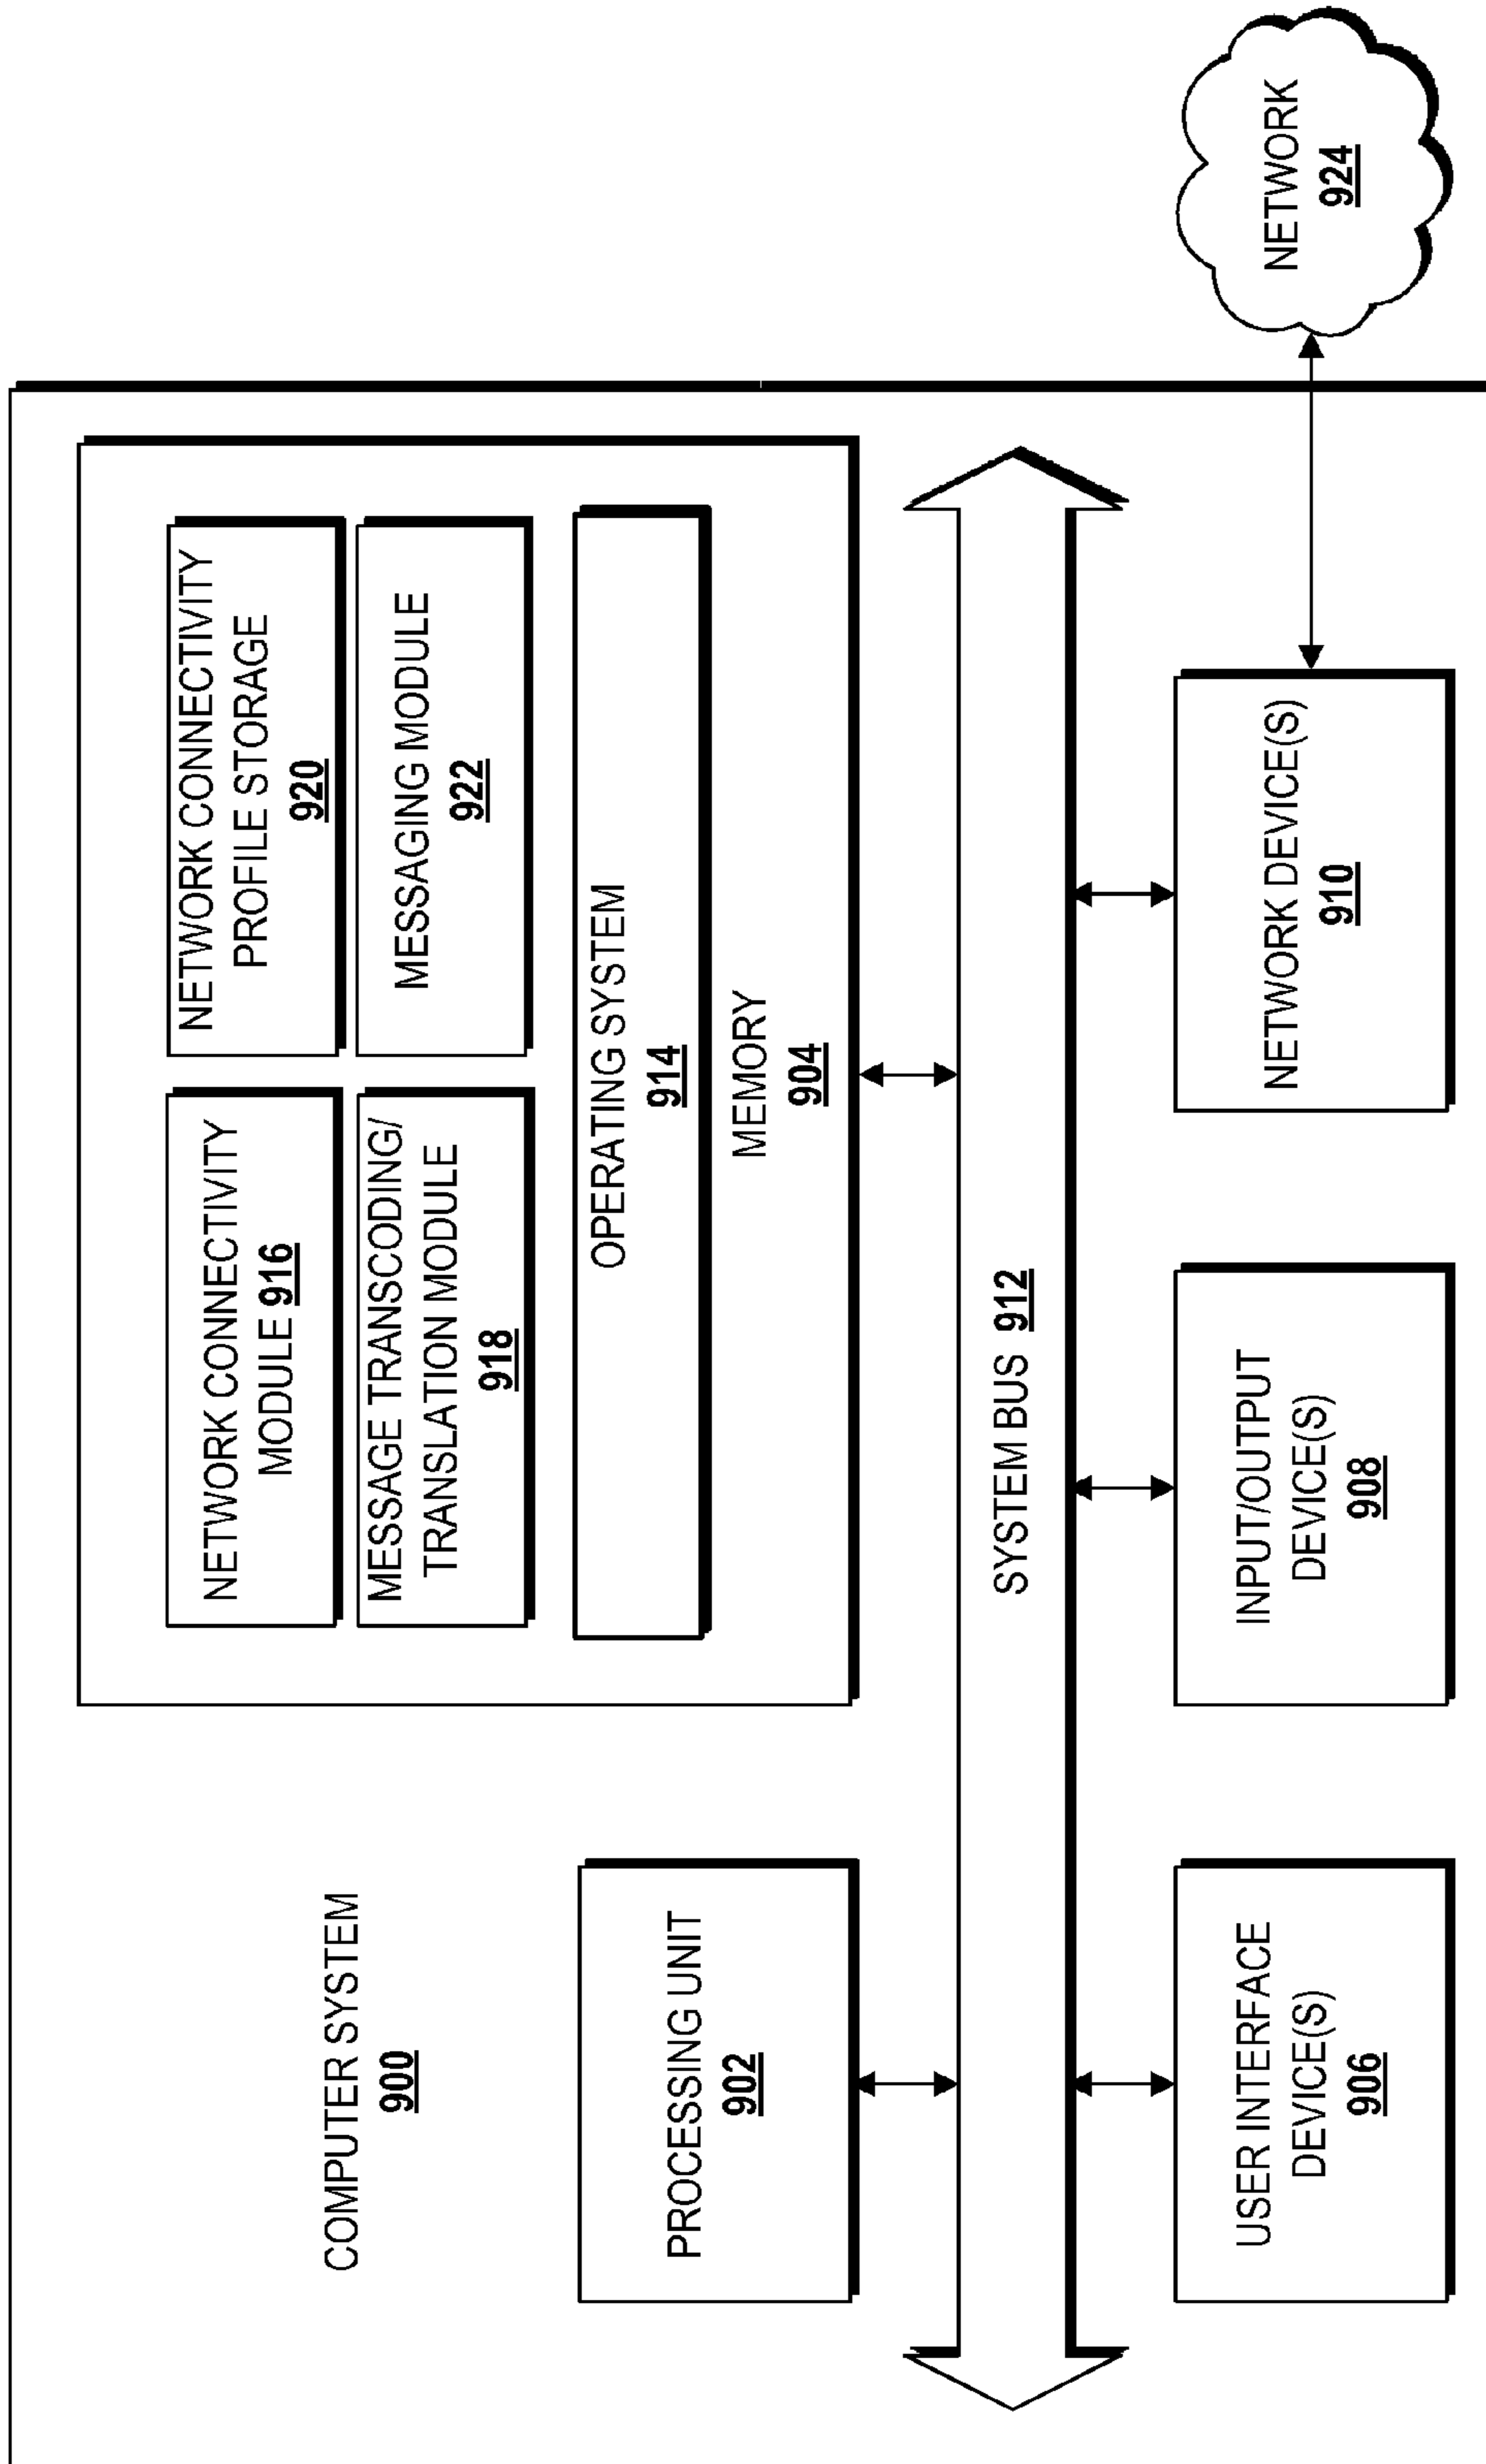 COMPUTER SYSTEM
900
PROCESSING UNIT
902
NETWORK CONNECTIVITY
MODULE 916
NETWORK CONNECTIVITY
PROFILE STORAGE
920
MESSAGE TRANSCODING/
TRANSLATION MODULE
918
MESSAGING MODULE
922
OPERATING SYSTEM
914
MEMORY
904
SYSTEM BUS 912
USER INTERFACE
DEVICE(S)
906
INPUT/OUTPUT
DEVICE(S)
908
NETWORK DEVICE(S)
910
NETWORK
924